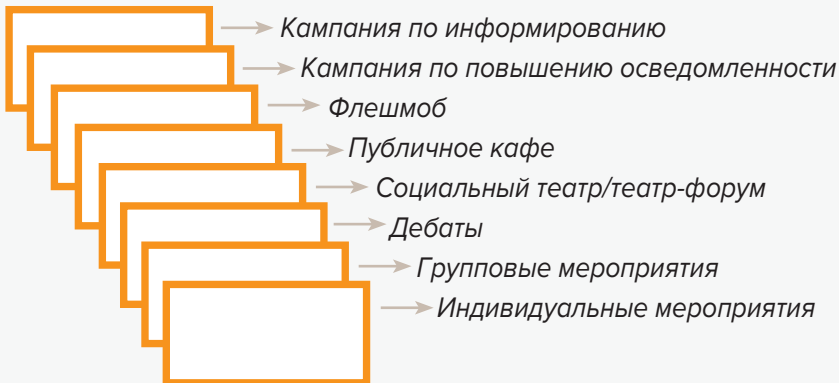 Кампания по информированию
Кампания по повышению осведомленности
Флешмоб
Публичное кафе
Социальный театр/театр-форум
Дебаты
Групповые мероприятия
Индивидуальные мероприятия